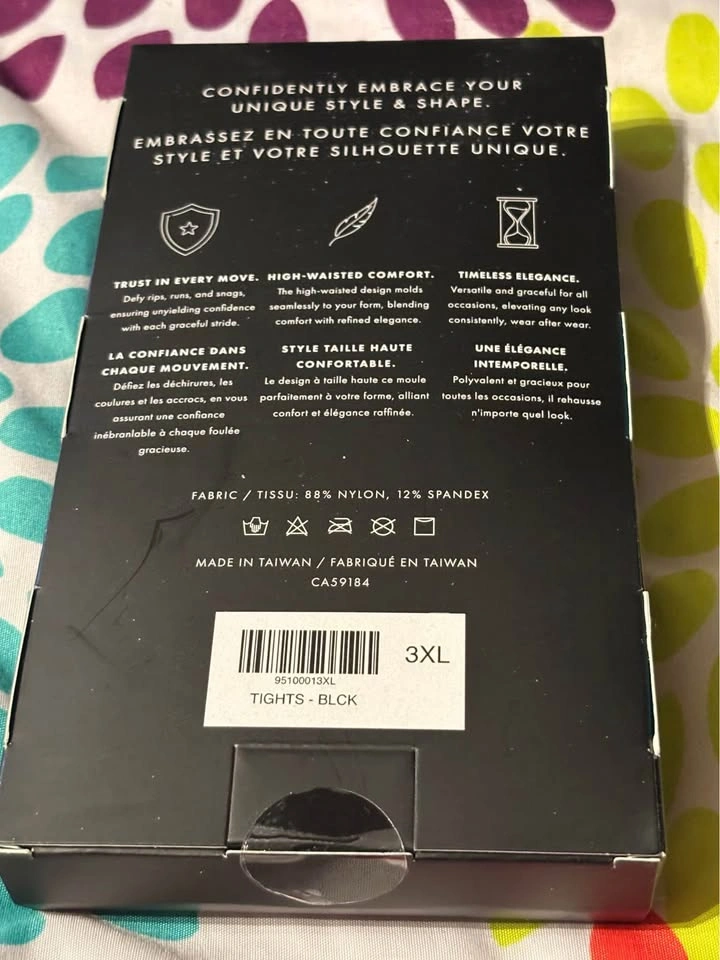 CONFIDENTLY EMBRACE YOUR
UNIQUE STYLE & SHAPE.
EMBRASSEZ EN TOUTE CONFIANCE VOTRE
STYLE ET VOTRE SILHOUETTE UNIQUE.
TRUST IN EVERY MOVE.
Defy rips, runs, and snags,
ensuring unyielding confidence
with each graceful stride.
LA CONFIANCE DANS
CHAQUE MOUVEMENT.
Défiez les déchirures, les
coulures et les accrocs, en vous
assurant une confiance
inébranlable à chaque foulée
gracieuse.
HIGH-WAISTED COMFORT.
The high-waisted design molds
seamlessly to your form, blending
comfort with refined elegance.
STYLE TAILLE HAUTE
CONFORTABLE.
Le design à taille haute ce moule
parfaitement à votre forme, alliant
confort et élégance raffinée.
TIMELESS ELEGANCE.
Versatile and graceful for all
occasions, elevating any look
consistently, wear after wear.
UNE ÉLÉGANCE
INTEMPORELLE.
Polyvalent et gracieux pour
toutes les occasions, il rehausse
n'importe quel look.
FABRIC / TISSU: 88% NYLON, 12% SPANDEX
MADE IN TAIWAN / FABRIQUÉ EN TAIWAN
CA59184
95100013XL
3XL
TIGHTS - BLCK